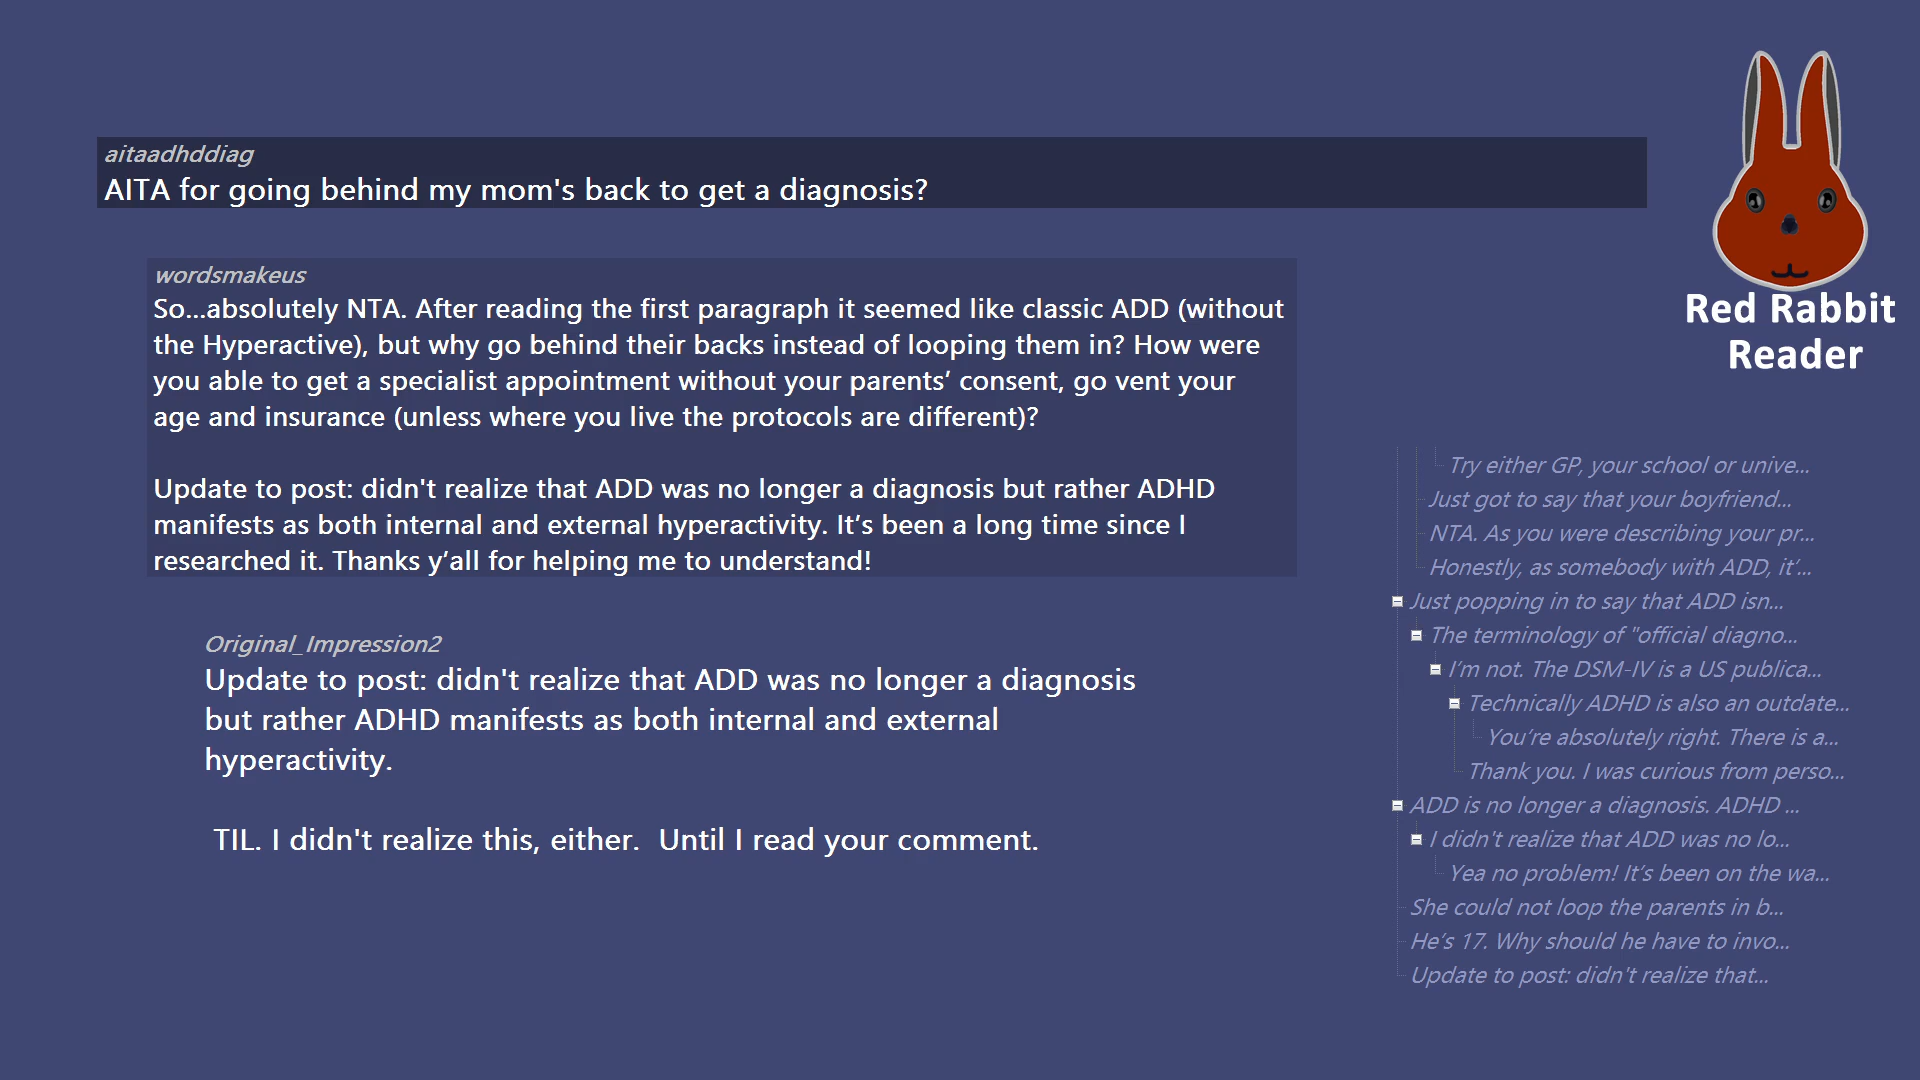 aitaadhddiag
AITA for going behind my mom's back to get a diagnosis?
wordsmakeus
So...absolutely NTA. After reading the first paragraph it seemed like classic ADD (without
the Hyperactive), but why go behind their backs instead of looping them in? How were
you able to get a specialist appointment without your parents’ consent, go vent your
age and insurance (unless where you live the protocols are different)?
Update to post: didn't realize that ADD was no longer a diagnosis but rather ADHD
manifests as both internal and external hyperactivity. It’s been a long time since I
researched it. Thanks y’all for helping me to understand!
Original_Impression2
Update to post: didn't realize that ADD was no longer a diagnosis
but rather ADHD manifests as both internal and external
hyperactivity.
TIL. I didn't realize this, either.  Until I read your comment.
Red Rabbit
Reader
Try either GP, your school or unive...
Just got to say that your boyfriend...
NTA. As you were describing your pr...
Honestly, as somebody with ADD, it’...
Just popping in to say that ADD isn...
The terminology of "official diagno...
I’m not. The DSM-IV is a US publica...
Technically ADHD is also an outdate...
You’re absolutely right. There is a...
Thank you. I was curious from perso...
ADD is no longer a diagnosis. ADHD ...
I didn't realize that ADD was no lo...
Yea no problem! It’s been on the wa...
She could not loop the parents in b...
He’s 17. Why should he have to invo...
Update to post: didn't realize that...